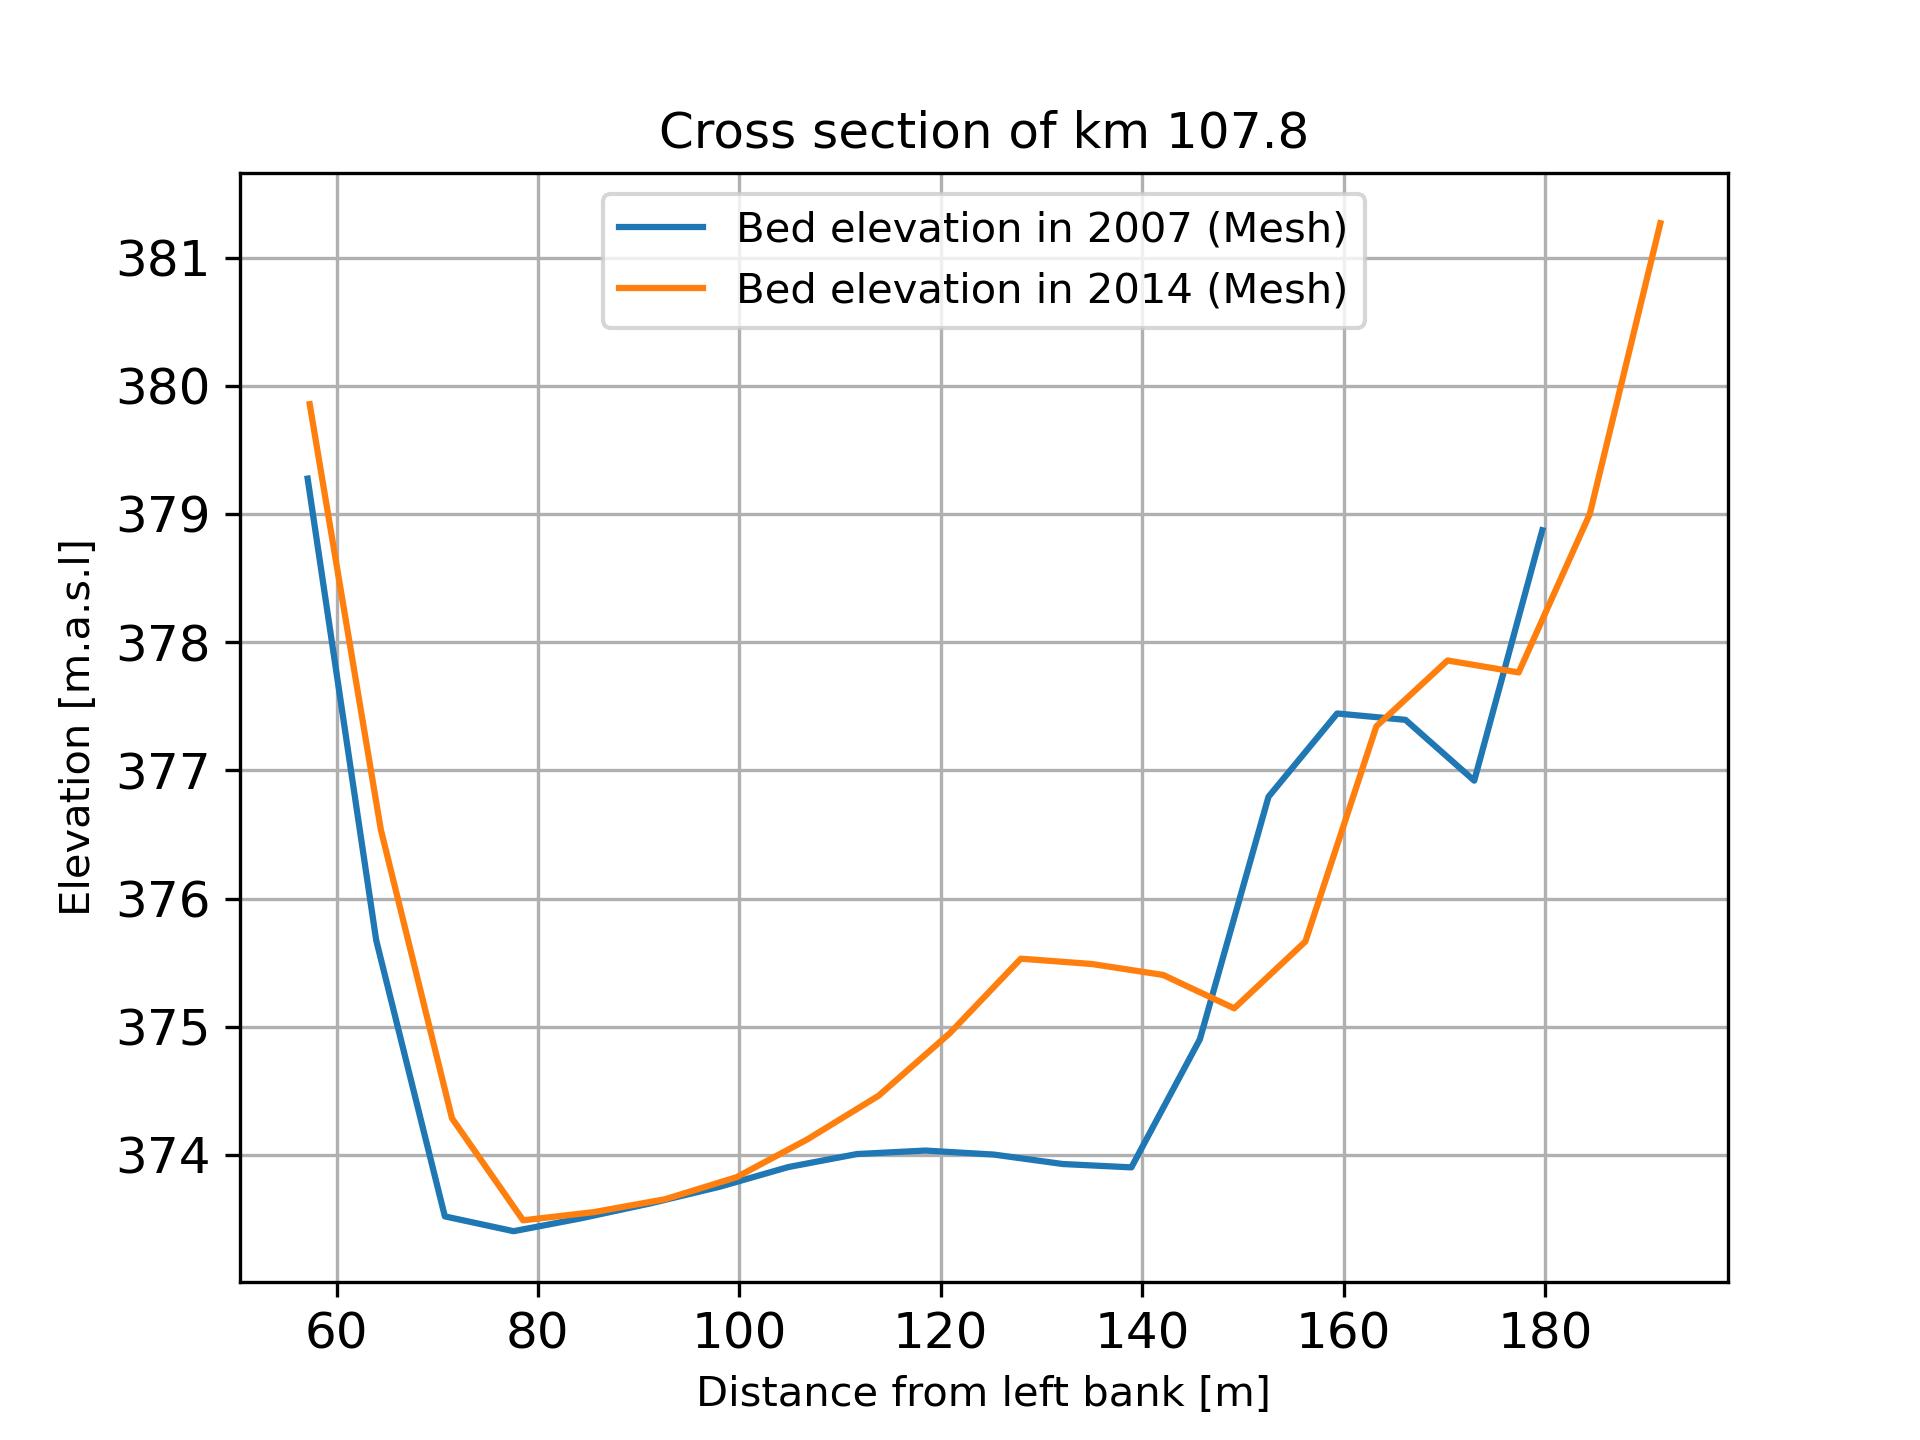 Cross section of km 107.8
Bed elevation in 2007 (Mesh)
Bed elevation in 2014 (Mesh)
Elevation [m.a.s.l]
381
380
379
378
377
376
375
374
60 80 100 120 140 160 180
Distance from left bank [m]